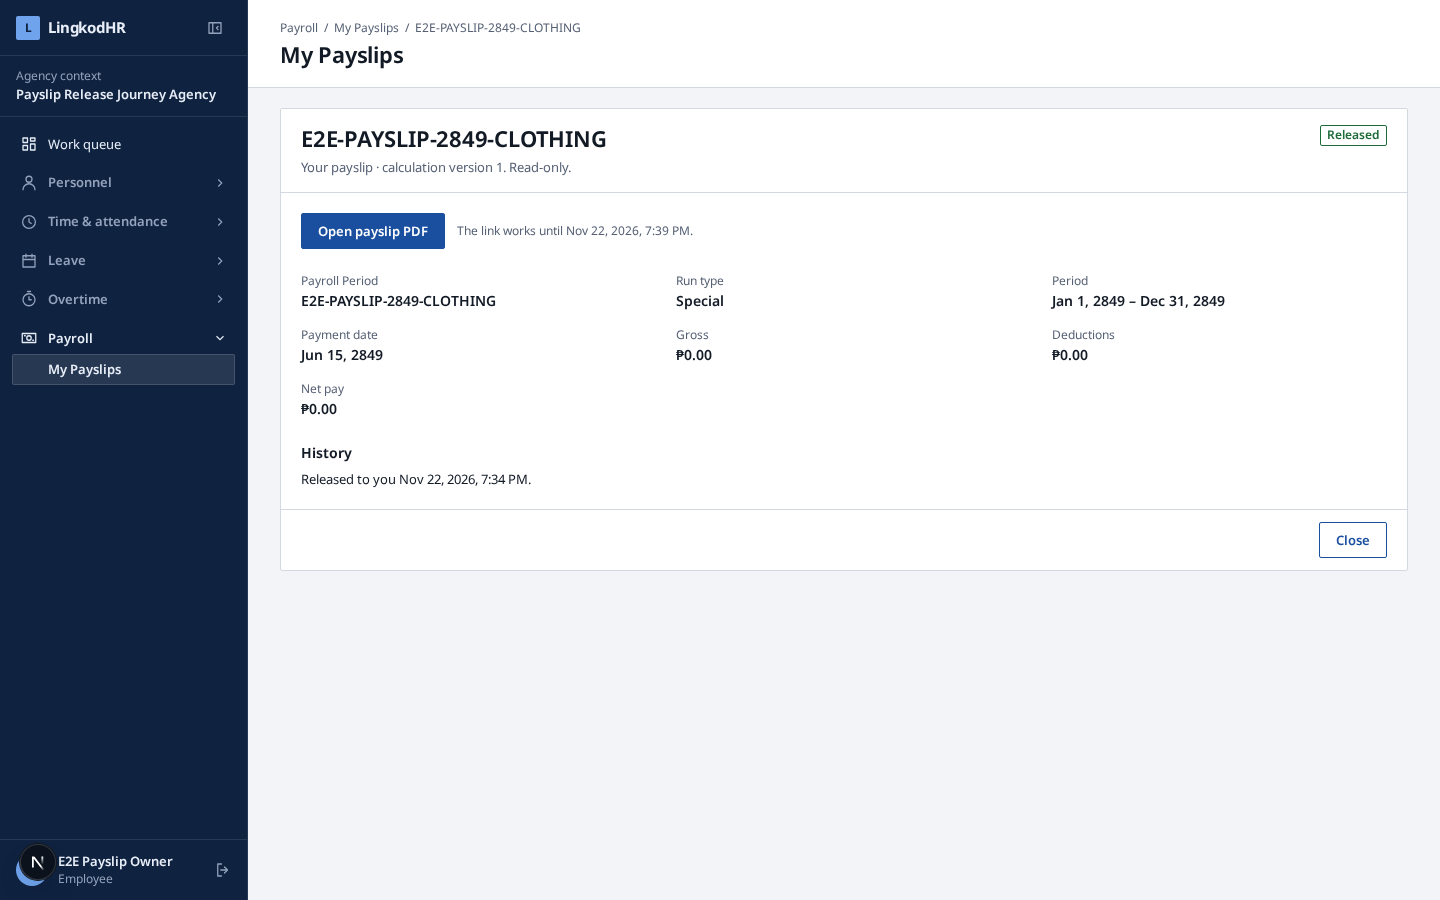 L LingkodHR
Agency context
Payslip Release Journey Agency
Work queue
Personnel
Time & attendance
Leave
Overtime
Payroll
My Payslips
N
E2E Payslip Owner
Employee
Payroll / My Payslips / E2E-PAYSLIP-2849-CLOTHING
My Payslips
E2E-PAYSLIP-2849-CLOTHING
Released
Your payslip · calculation version 1. Read-only.
Open payslip PDF The link works until Nov 22, 2026, 7:39 PM.
Payroll Period
E2E-PAYSLIP-2849-CLOTHING
Run type
Special
Period
Jan 1, 2849 – Dec 31, 2849
Payment date
Jun 15, 2849
Gross
₱0.00
Deductions
₱0.00
Net pay
₱0.00
History
Released to you Nov 22, 2026, 7:34 PM.
Close